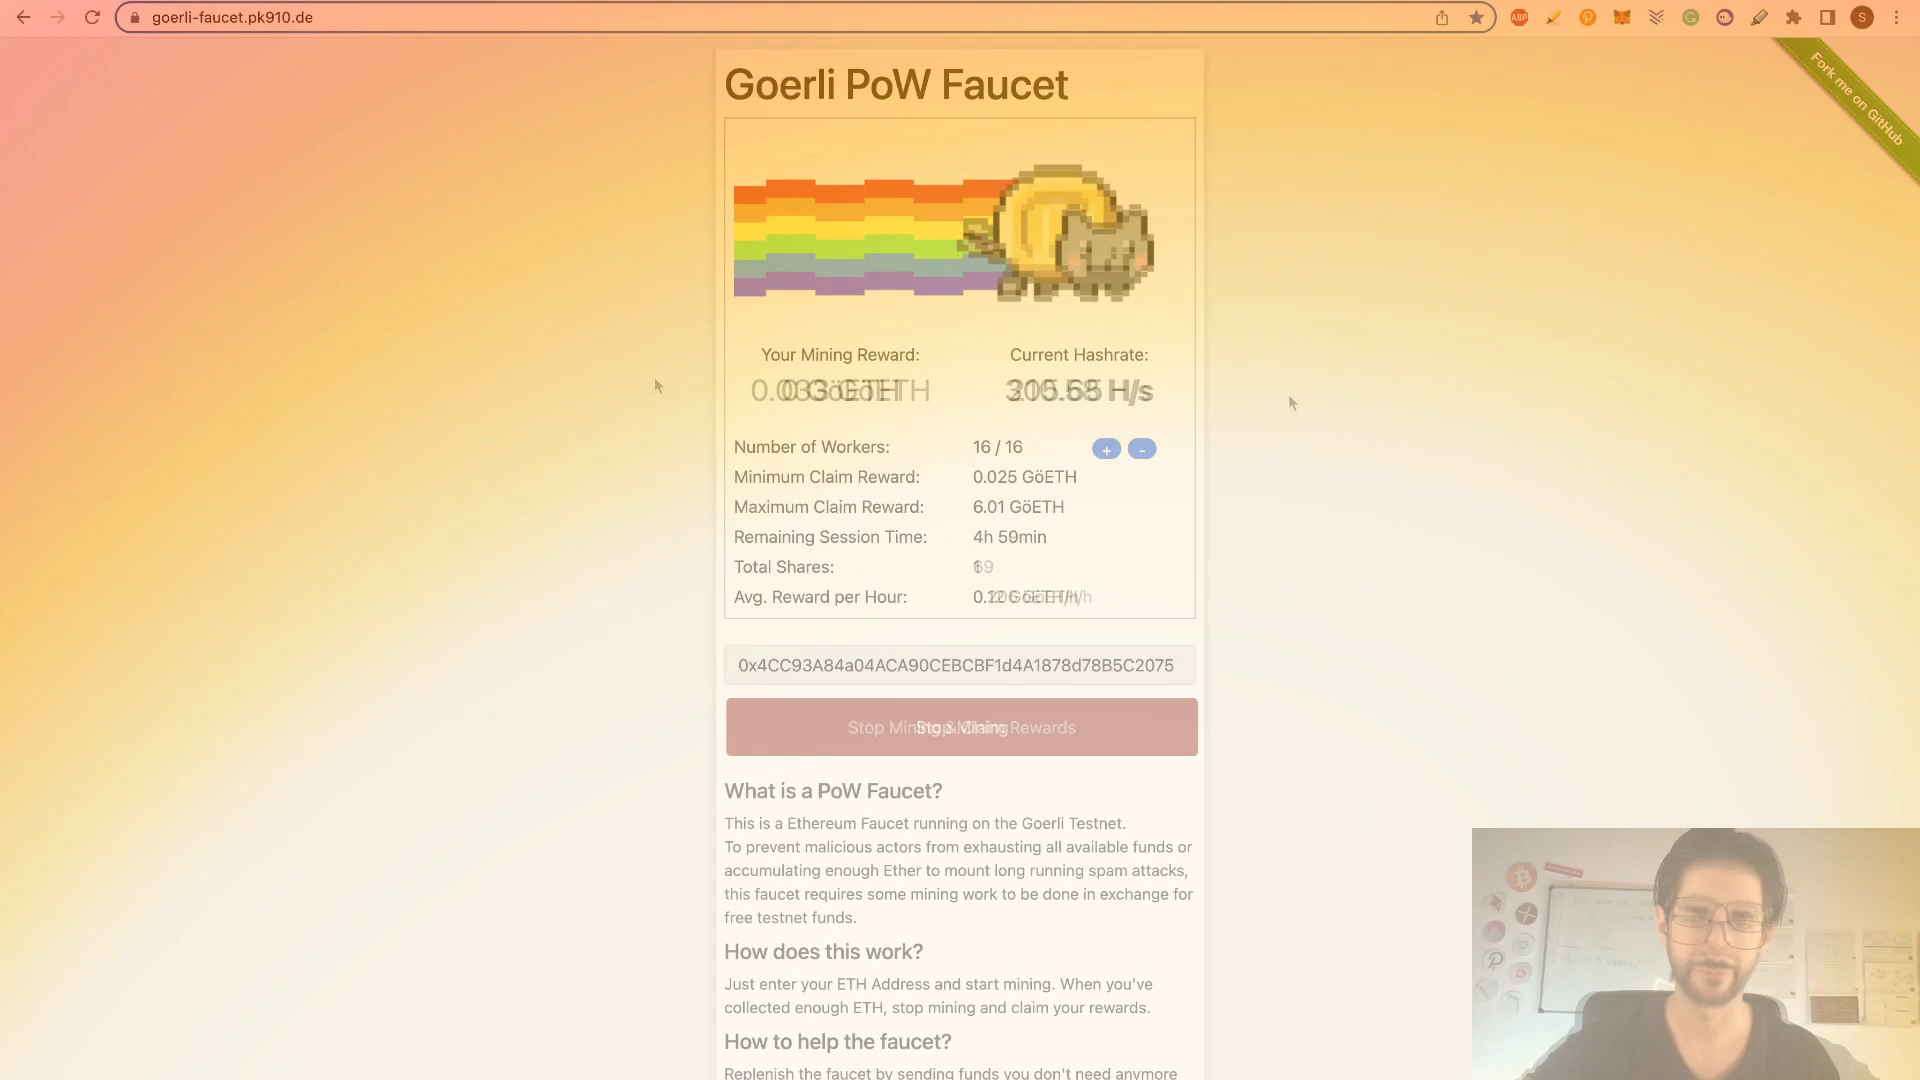 goerli-faucet.pk910.de
ABP
S
Fork me on GitHub
Goerli PoW Faucet
Your Mining Reward:
Current Hashrate:
Number of Workers:
16 / 16
+
-
Minimum Claim Reward:
0.025 GöETH
Maximum Claim Reward:
6.01 GöETH
Remaining Session Time:
4h 59min
Total Shares:
Avg. Reward per Hour:
0x4CC93A84a04ACA90CEBCBF1d4A1878d78B5C2075
What is a PoW Faucet?
This is a Ethereum Faucet running on the Goerli Testnet.
To prevent malicious actors from exhausting all available funds or
accumulating enough Ether to mount long running spam attacks,
this faucet requires some mining work to be done in exchange for
free testnet funds.
How does this work?
Just enter your ETH Address and start mining. When you've
collected enough ETH, stop mining and claim your rewards.
How to help the faucet?
Replenish the faucet by sending funds you don't need anymore